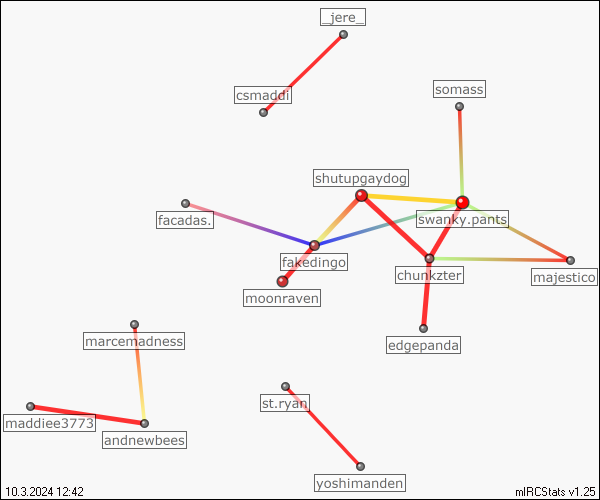 _jere_
csmaddi
somass
shutupgaydog
facadas.
swanky.pants
fakedingo
chunkzter
majestico
moonraven
marcemadness
edgepanda
st.ryan
maddiee3773
andnewbees
yoshimanden
10.3.2024 12:42
mIRCStats v1.25